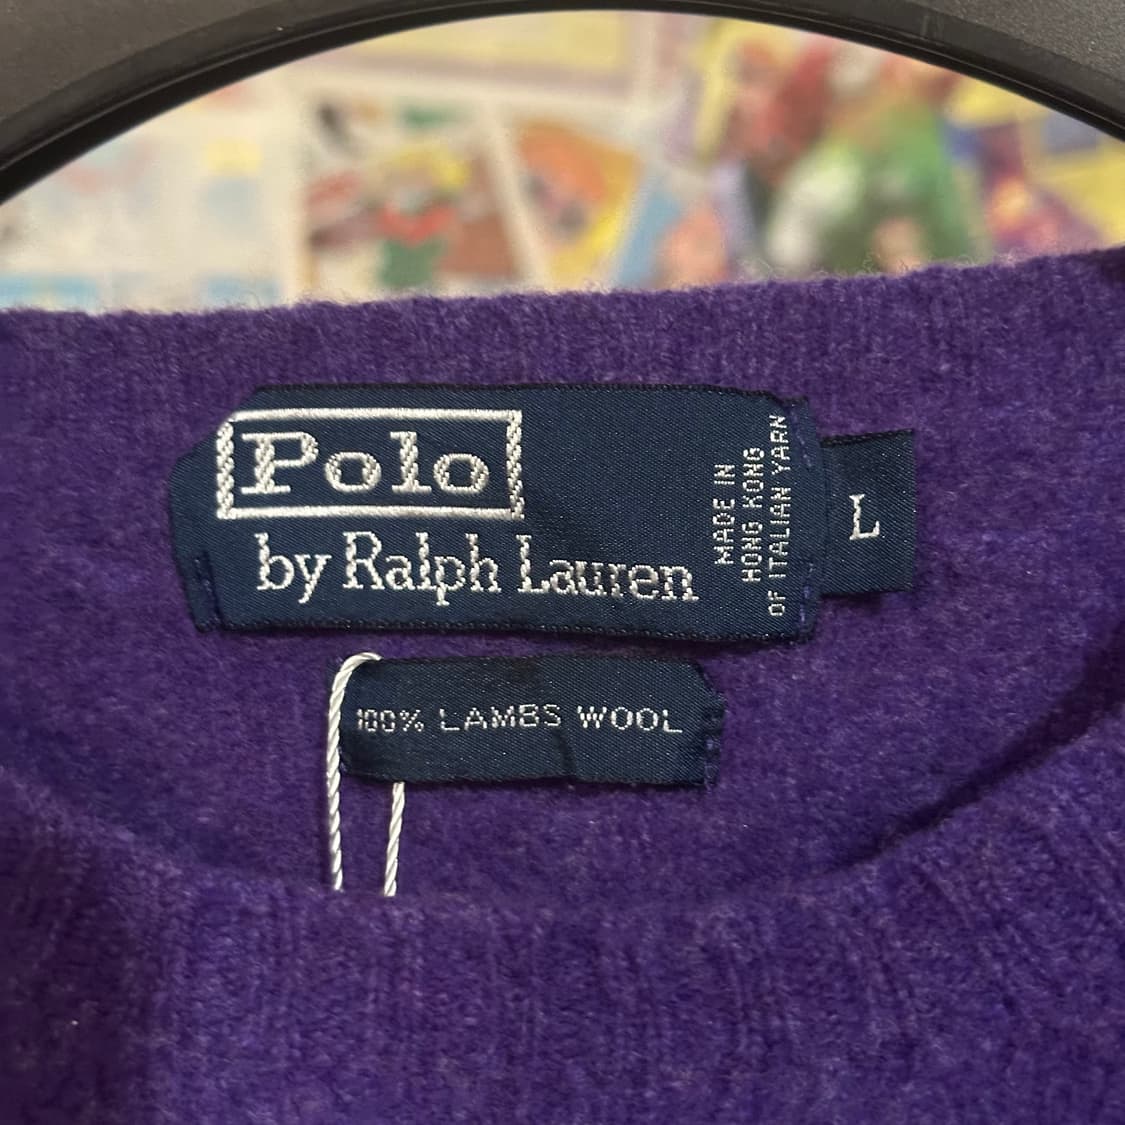 Polo
by Ralph Lauren
MADE IN
HONG KONG
OF ITALIAN YARN
L
100% LAMBS WOOL